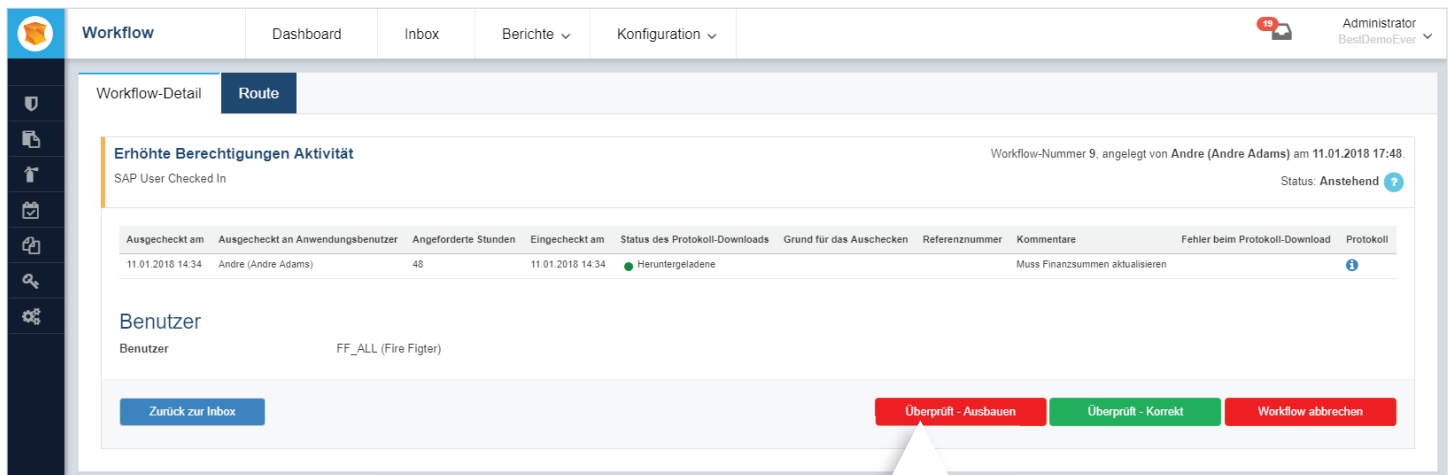 Workflow Dashboard Inbox Berichte Konfiguration 19 Administrator
BestDemoEver
Workflow-Detail Route
Erhöhte Berechtigungen Aktivität Workflow-Nummer 9, angelegt von Andre (Andre Adams) am 11.01.2018 17:48.
SAP User Checked In Status: Anstehend ?
Ausgecheckt am Ausgecheckt an Anwendungsbenutzer Angeforderte Stunden Eingecheckt am Status des Protokoll-Downloads Grund für das Auschecken Referenznummer Kommentare Fehler beim Protokoll-Download Protokoll
11.01.2018 14:34 Andre (Andre Adams) 48 11.01.2018 14:34 Heruntergeladene Muss Finanzsummen aktualisieren
Benutzer
Benutzer FF_ALL (Fire Figter)
Zurück zur Inbox Überprüft - Ausbauen Überprüft - Korrekt Workflow abbrechen